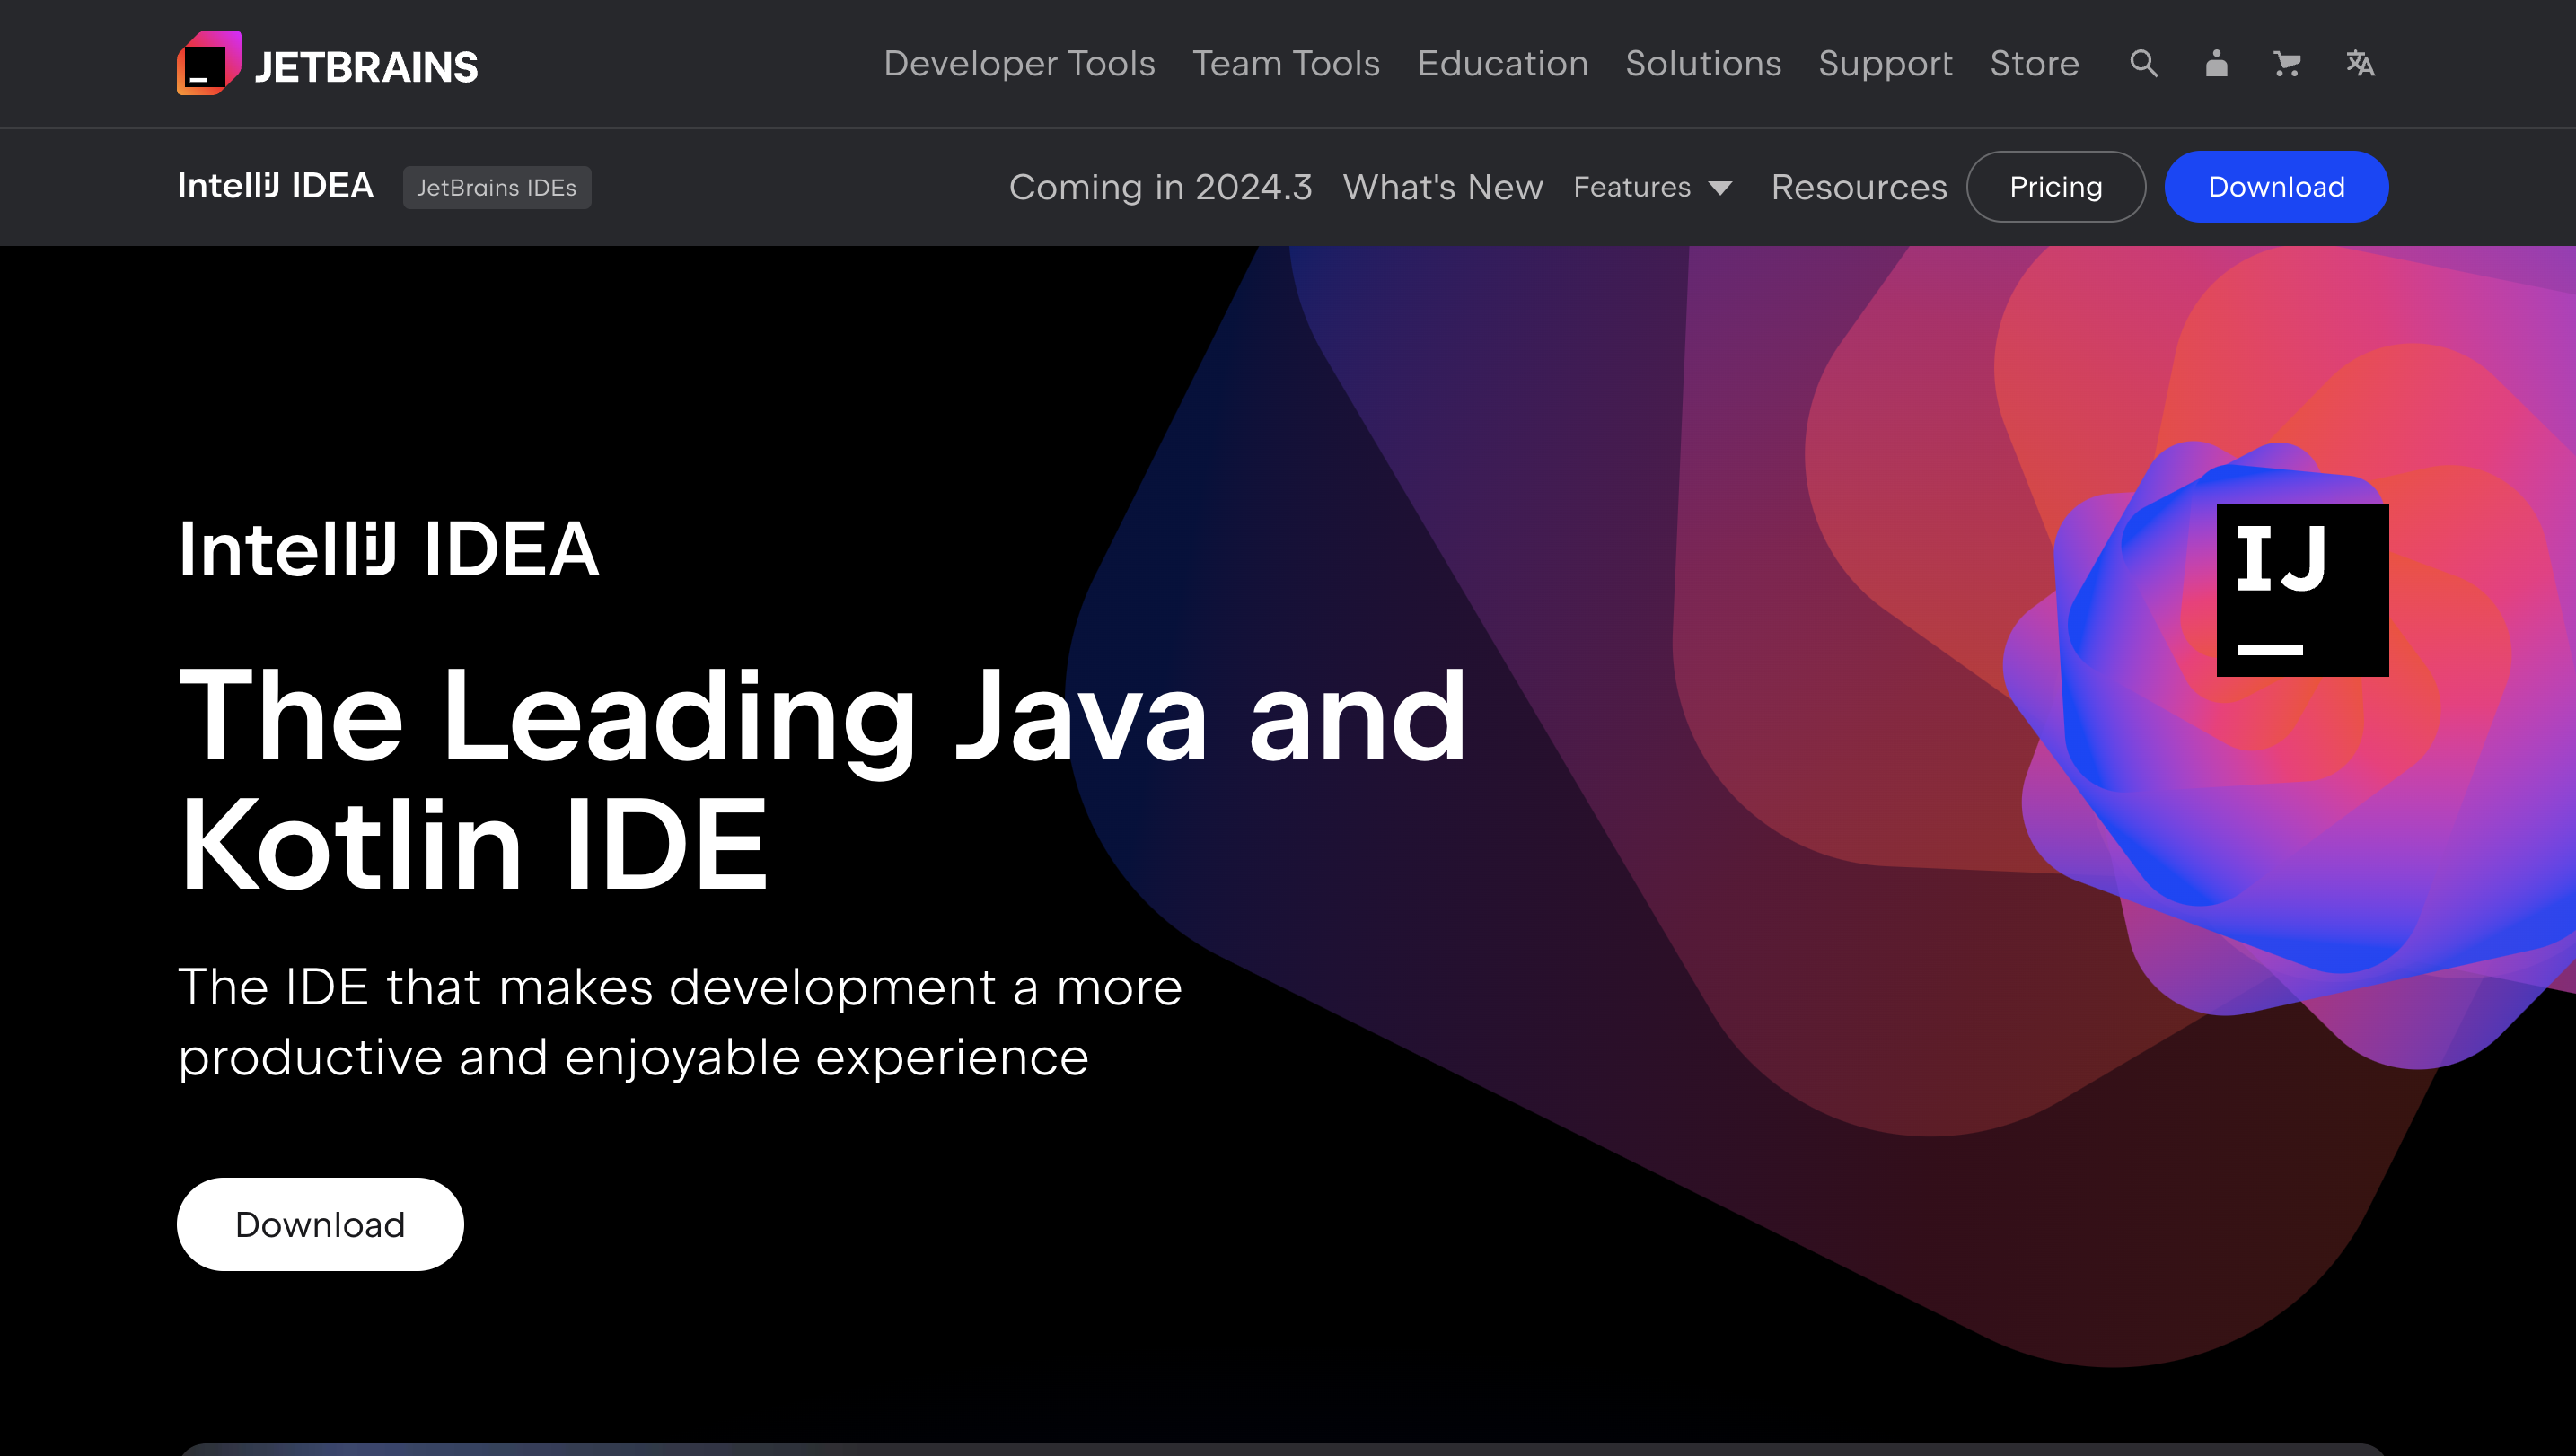 JETBRAINS
Developer Tools Team Tools Education Solutions Support Store
IntelliJ IDEA JetBrains IDEs
Coming in 2024.3 What's New Features Resources Pricing Download
IntelliJ IDEA
IJ
The Leading Java and
Kotlin IDE
The IDE that makes development a more
productive and enjoyable experience
Download